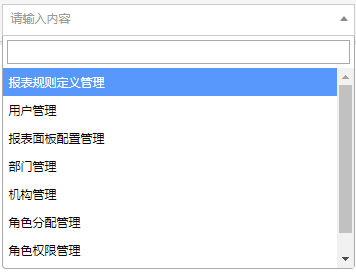 请输入内容
报表规则定义管理
用户管理
报表面板配置管理
部门管理
机构管理
角色分配管理
角色权限管理